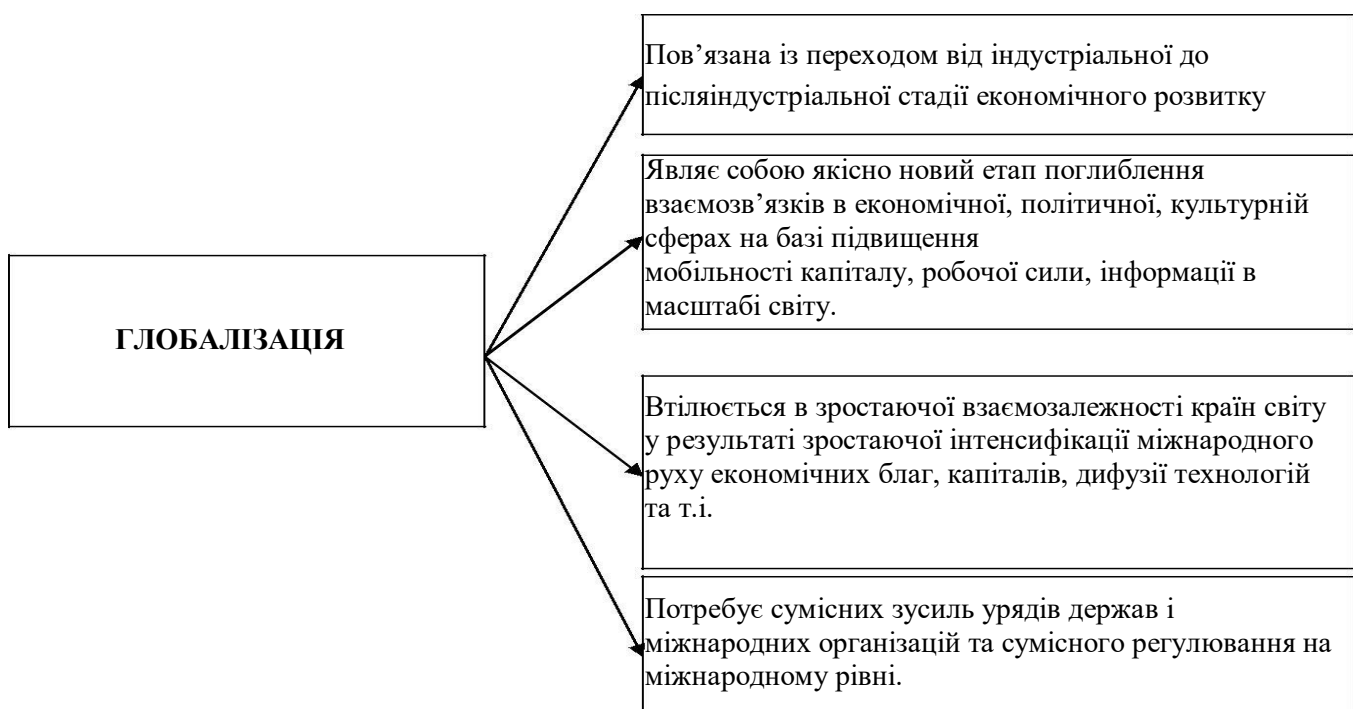 Пов’язана із переходом від індустріальної до
післяіндустріальної стадії економічного розвитку
Являє собою якісно новий етап поглиблення
взаємозв’язків в економічної, політичної, культурній
сферах на базі підвищення
мобільності капіталу, робочої сили, інформації в
масштабі світу.
ГЛОБАЛІЗАЦІЯ
Втілюється в зростаючої взаємозалежності країн світу
у результаті зростаючої інтенсифікації міжнародного
руху економічних благ, капіталів, дифузії технологій
та т.і.
Потребує сумісних зусиль урядів держав і
міжнародних організацій та сумісного регулювання на
міжнародному рівні.